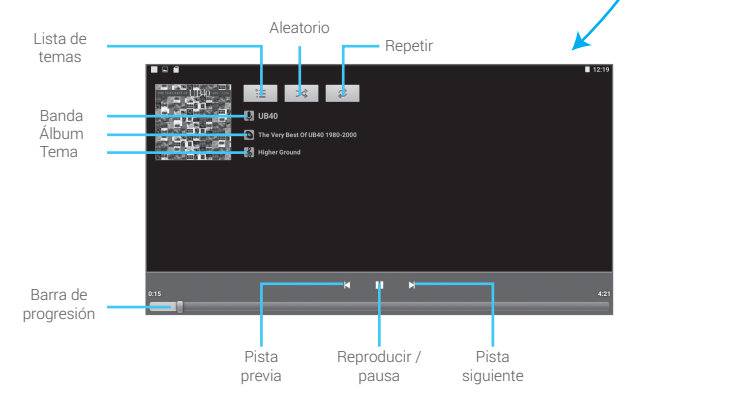 Aleatorio
Lista de
temas
Repetir
12:19
UB40
Banda
UB40
Álbum
The Very Best Of UB40 1980-2000
Tema
Higher Ground
Barra de
progresión
0:15
4:21
Pista
previa
Reproducir /
pausa
Pista
siguiente